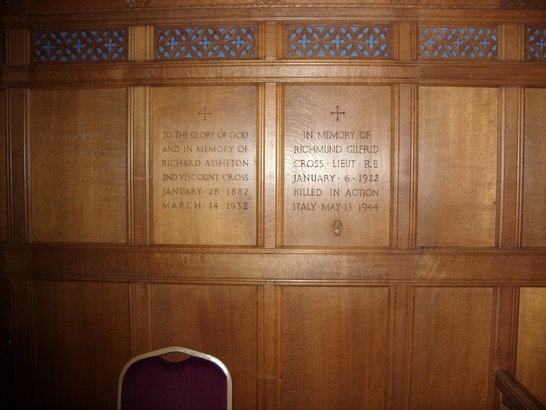 TO THE GLORY OF GOD
AND IN MEMORY OF
RICHARD ASSHETON
2ND VISCOUNT CROSS
JANUARY · 28 1882
MARCH · 14 1932
IN MEMORY OF
RICHMUND GILFRID
CROSS · LIEUT · R E
JANUARY · 6 · 1922
KILLED IN ACTION
ITALY · MAY · 13 · 1944